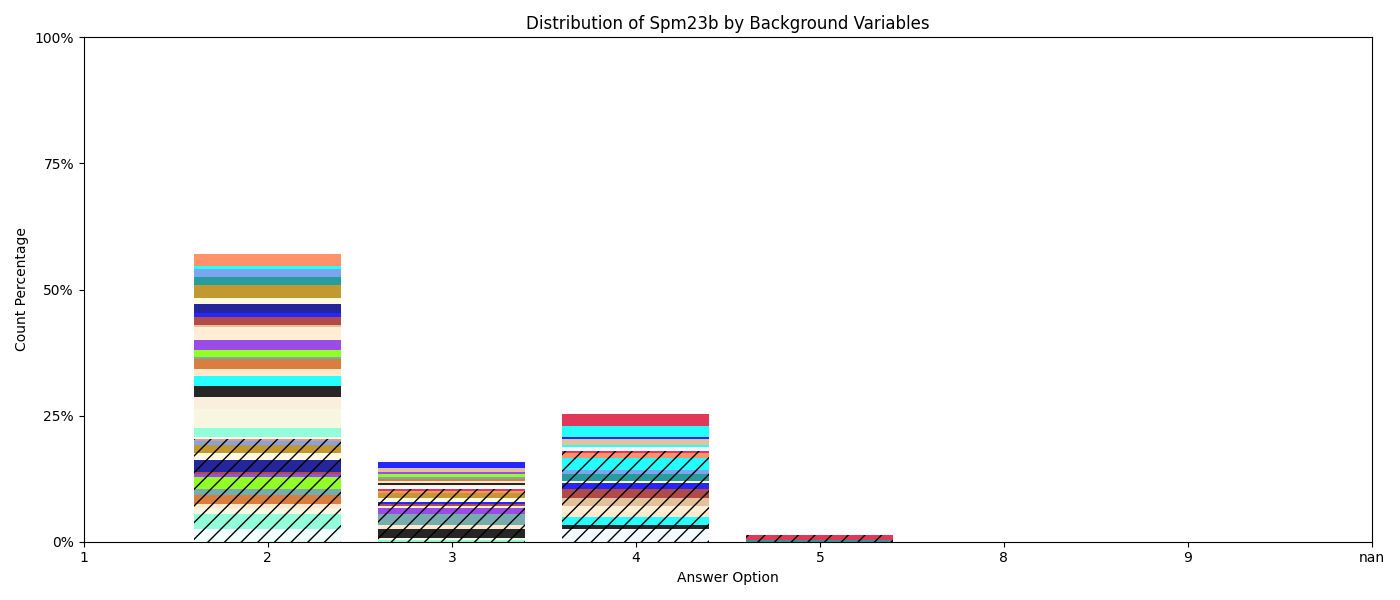 Distribution of Spm23b by Background Variables
100%
75%
50%
25%
0%
Count Percentage
1 2 3 4 5 8 9 nan
Answer Option